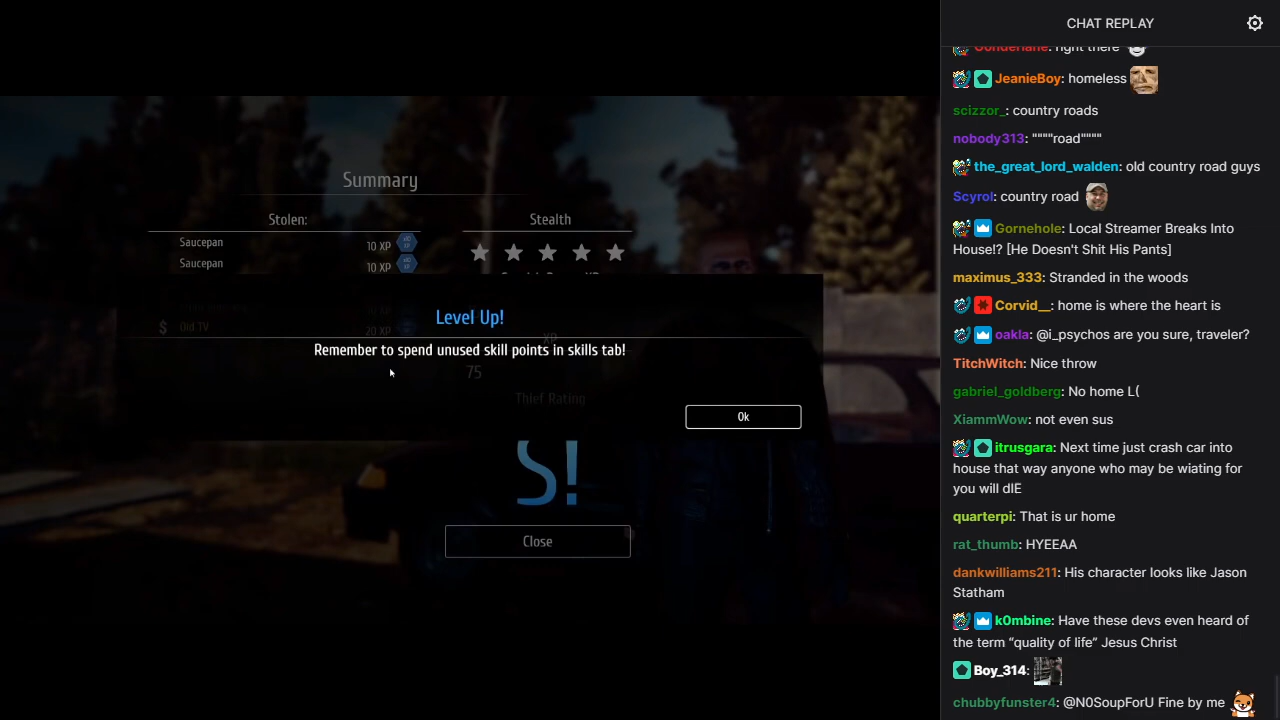 CHAT REPLAY
JeanieBoy: homeless
scizzor_: country roads
nobody313: """"road""""
the_great_lord_walden: old country road guys
Scyrol: country road
Gornehole: Local Streamer Breaks Into
House!? [He Doesn't Shit His Pants]
maximus_333: Stranded in the woods
Corvid__: home is where the heart is
oakla: @i_psychos are you sure, traveler?
TitchWitch: Nice throw
gabriel_goldberg: No home L(
XiammWow: not even sus
itrusgara: Next time just crash car into
house that way anyone who may be wiating for
you will dIE
quarterpi: That is ur home
rat_thumb: HYEEAA
dankwilliams211: His character looks like Jason
Statham
k0mbine: Have these devs even heard of
the term “quality of life” Jesus Christ
Boy_314:
chubbyfunster4: @N0SoupForU Fine by me
Summary
Stolen:
Stealth
Saucepan 10 XP
Saucepan 10 XP
$ Old TV 20 XP
XP
Level Up!
Remember to spend unused skill points in skills tab!
75
Thief Rating
Ok
S!
Close